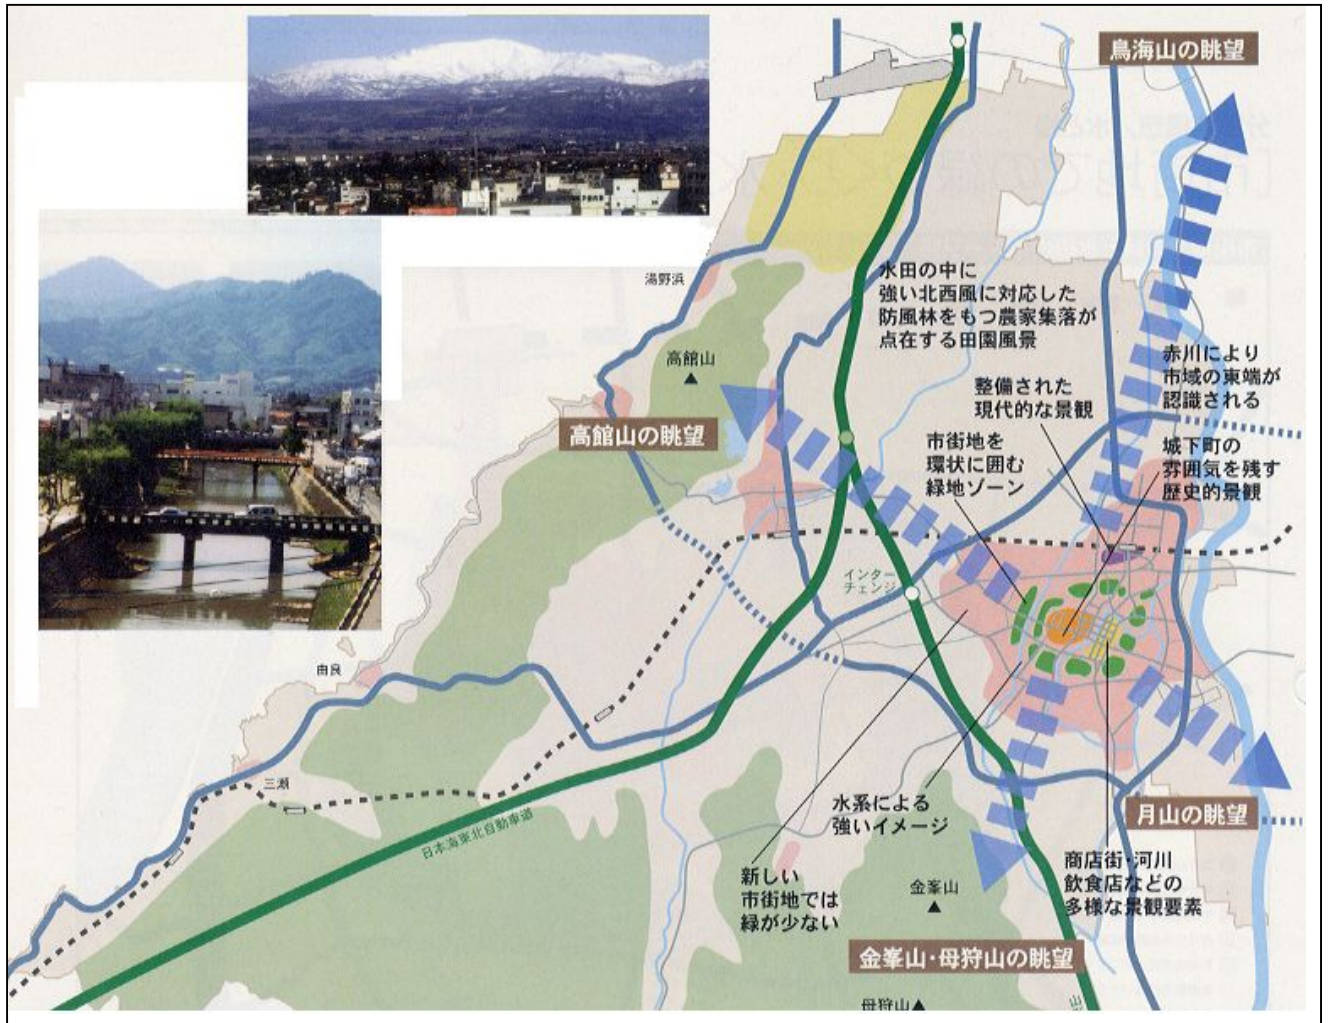 鳥海山の眺望
湯野浜
水田の中に
強い北西風に対応した
防風林をもつ農家集落が
点在する田園風景
高館山
赤川により
市域の東端が
認識される
整備された
現代的な景観
高館山の眺望
市街地を
環状に囲む
緑地ゾーン
城下町の
雰囲気を残す
歴史的景観
インター
チェンジ
由良
三瀬
日本海東北自動車道
水系による
強いイメージ
月山の眺望
新しい
市街地では
緑が少ない
商店街・河川
飲食店などの
多様な景観要素
金峯山
金峯山・母狩山の眺望
母狩山